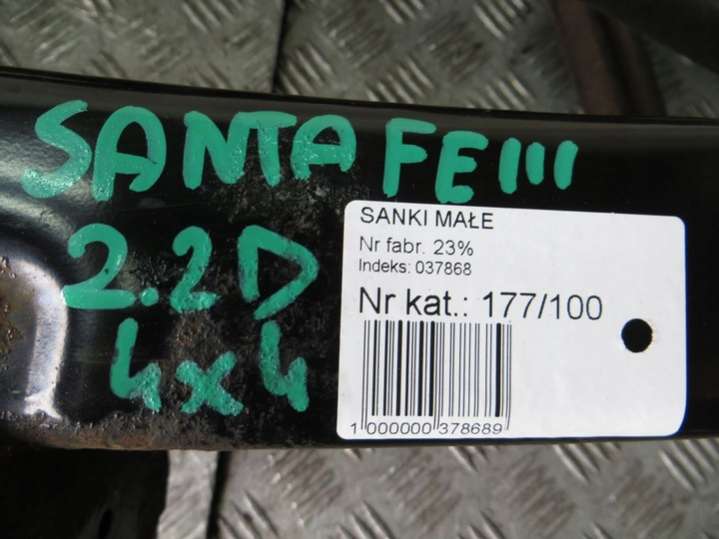 SANTA FE III
2.2D
4x4
SANKI MAŁE
Nr fabr. 23%
Indeks: 037868
Nr kat.: 177/100
1 000000 378689